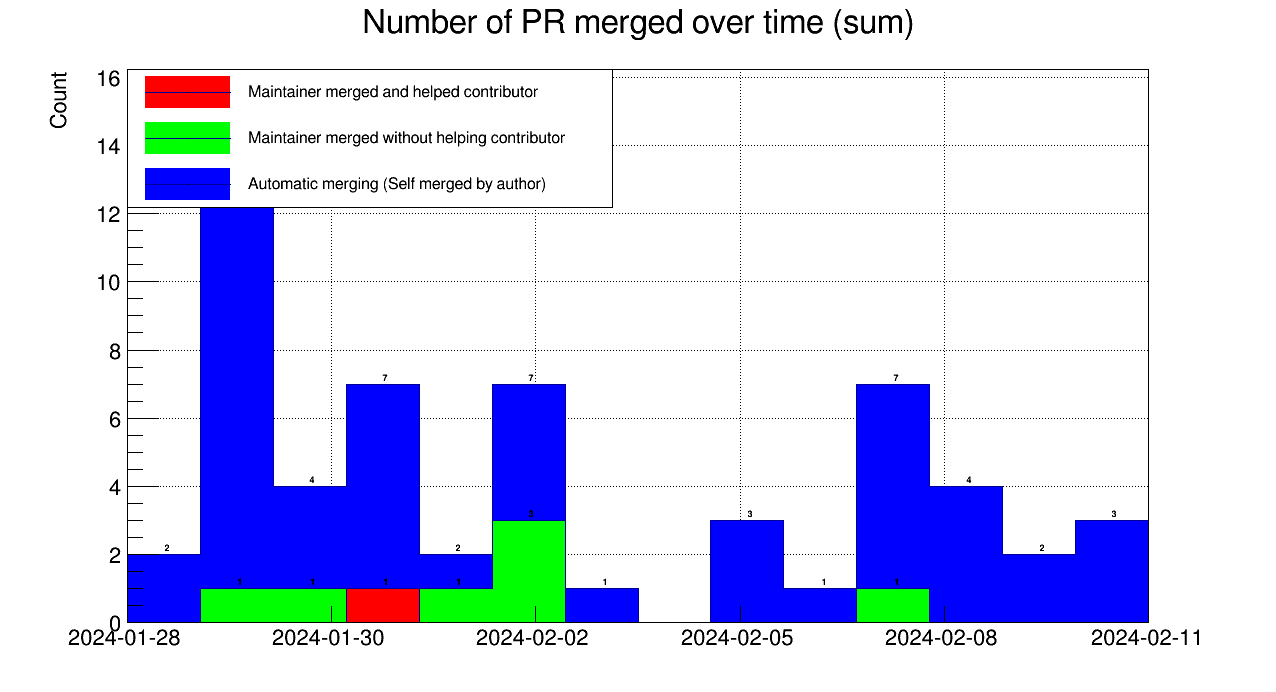 Number of PR merged over time (sum)
Count
16
14
12
10
8
6
4
2
0
Maintainer merged and helped contributor
Maintainer merged without helping contributor
Automatic merging (Self merged by author)
7 7 7
4 4
3 3 3
2 2 2
1 1 1 1 1 1 1
2024-01-28 2024-01-30 2024-02-02 2024-02-05 2024-02-08 2024-02-11